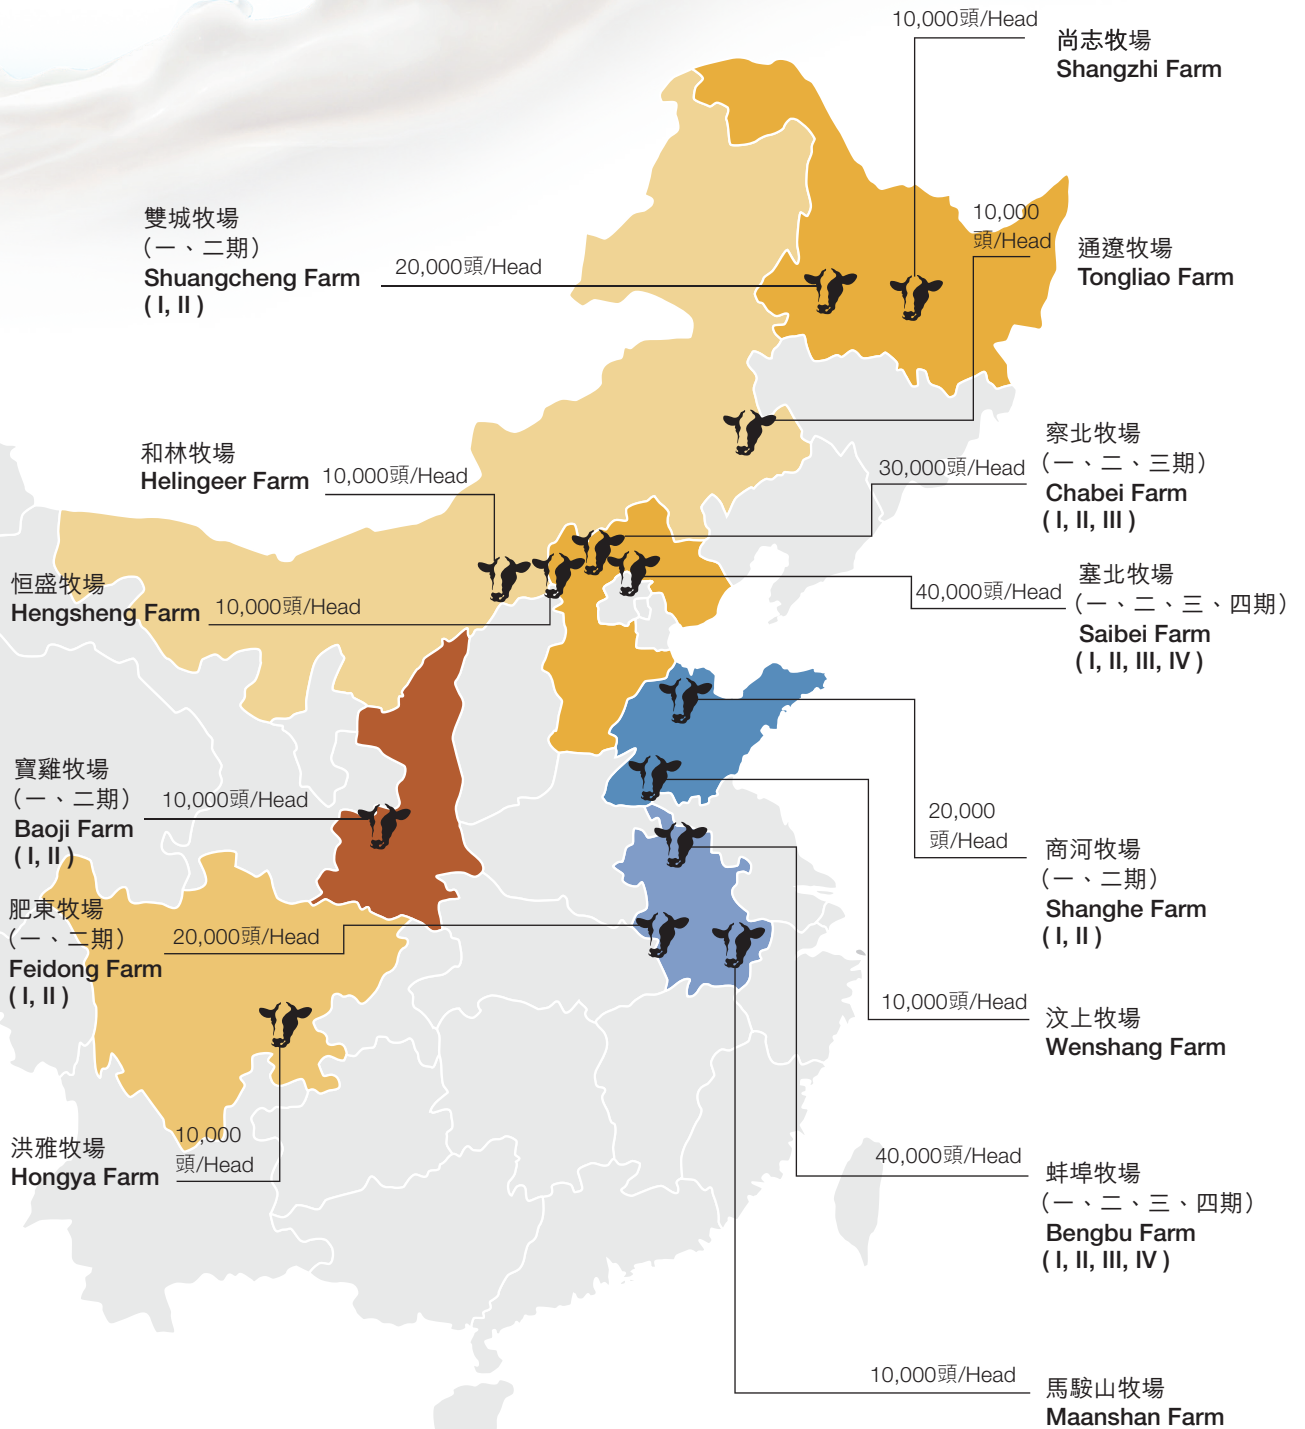 10,000頭/Head
尚志牧場
Shangzhi Farm
雙城牧場
（一、二期）
Shuangcheng Farm
( I, II )
20,000頭/Head
10,000
頭/Head
通遼牧場
Tongliao Farm
和林牧場
Helingeer Farm
10,000頭/Head
察北牧場
（一、二、三期）
Chabei Farm
( I, II, III )
30,000頭/Head
恒盛牧場
Hengsheng Farm
10,000頭/Head
40,000頭/Head
塞北牧場
（一、二、三、四期）
Saibei Farm
( I, II, III, IV )
寶雞牧場
（一、二期）
Baoji Farm
( I, II )
10,000頭/Head
20,000
頭/Head
商河牧場
（一、二期）
Shanghe Farm
( I, II )
肥東牧場
（一、二期）
Feidong Farm
( I, II )
20,000頭/Head
10,000頭/Head
汶上牧場
Wenshang Farm
洪雅牧場
Hongya Farm
10,000
頭/Head
40,000頭/Head
蚌埠牧場
（一、二、三、四期）
Bengbu Farm
( I, II, III, IV )
10,000頭/Head
馬鞍山牧場
Maanshan Farm